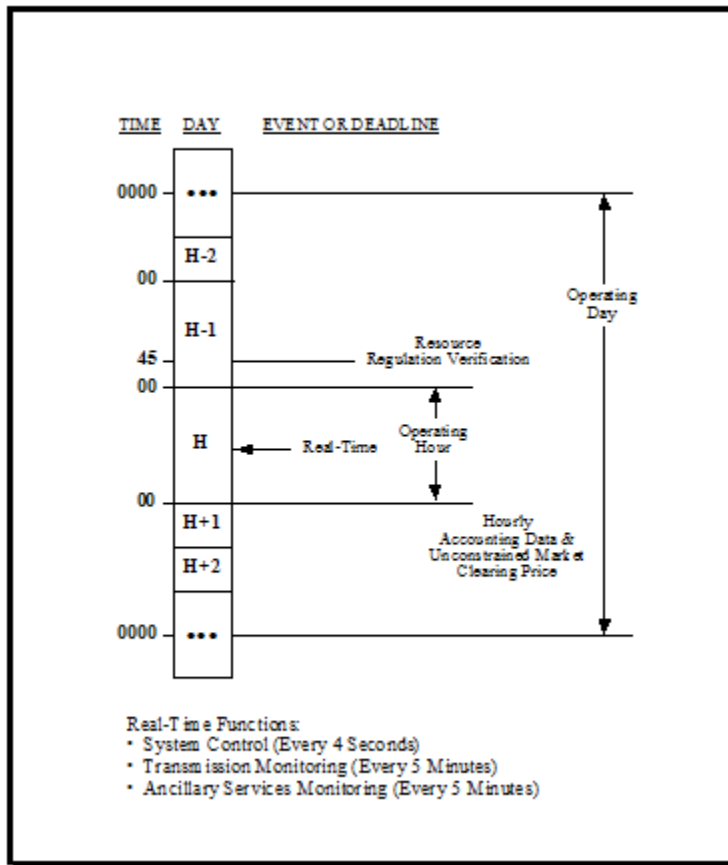 TIME DAY EVENT OR DEADLINE
0000 •••
H-2
00
H-1
Operating
Day
Resource
45 Regulation Verification
00
Operating
Hour
H Real-Time
00
H+1
Hourly
Accounting Data &
Unconstrained Market
Clearing Price
H+2
0000 •••
Real-Time Functions:
• System Control (Every 4 Seconds)
• Transmission Monitoring (Every 5 Minutes)
• Ancillary Services Monitoring (Every 5 Minutes)